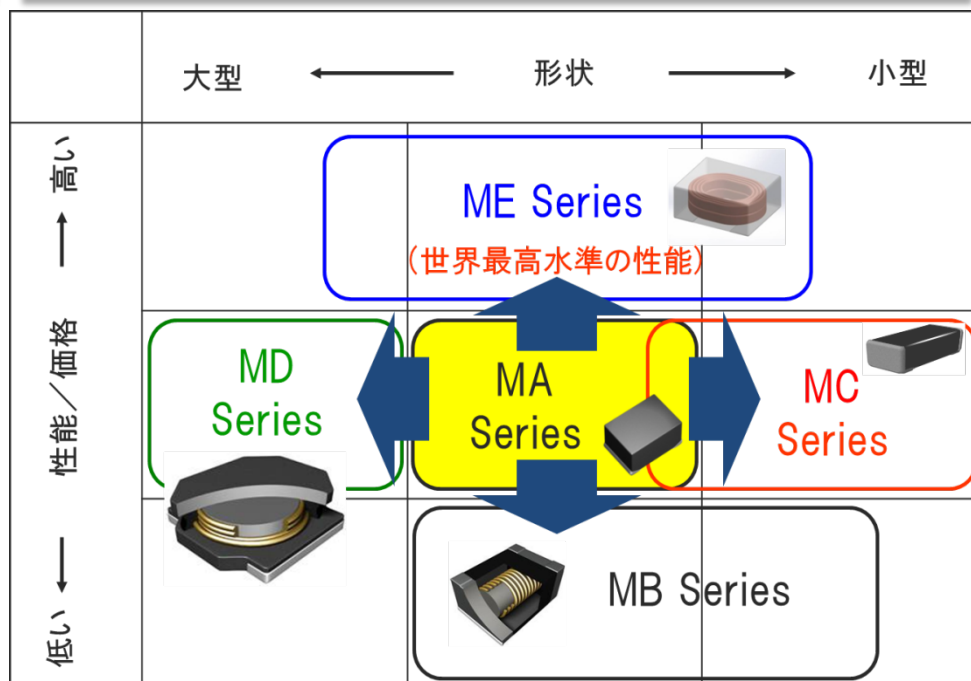 大型 ← 形状 → 小型
性能／価格 → 高い
ME Series
（世界最高水準の性能）
MD
Series
MA
Series
MC
Series
低い ←
MB Series